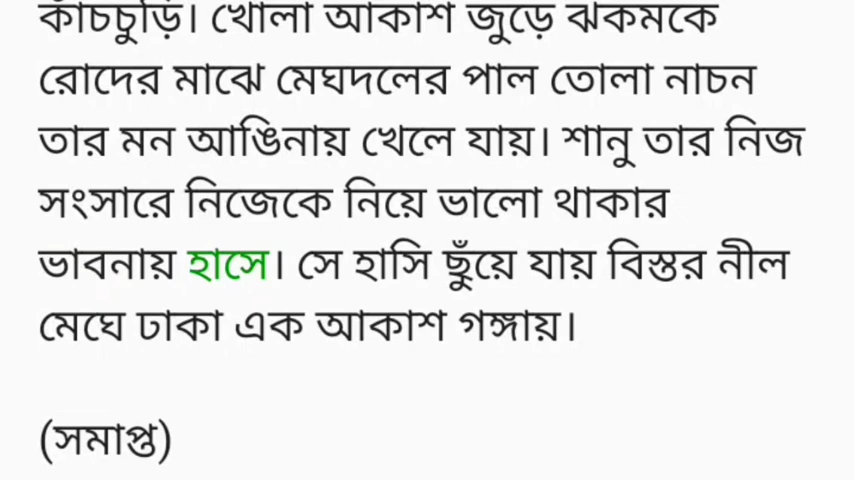 কাঁচচুড়ি। খোলা আকাশ জুড়ে ঝকমকে
রোদের মাঝে মেঘদলের পাল তোলা নাচন
তার মন আঙিনায় খেলে যায়। শানু তার নিজ
সংসারে নিজেকে নিয়ে ভালো থাকার
ভাবনায় হাসে। সে হাসি ছুঁয়ে যায় বিস্তর নীল
মেঘে ঢাকা এক আকাশ গঙ্গায়।
(সমাপ্ত)